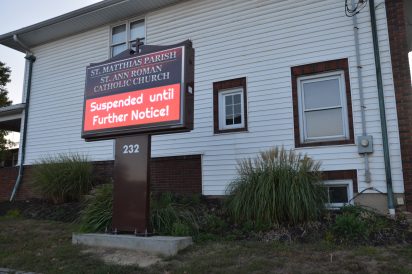 ST. MATTHIAS PARISH
ST. ANN ROMAN
CATHOLIC CHURCH
Suspended until
Further Notice!
232